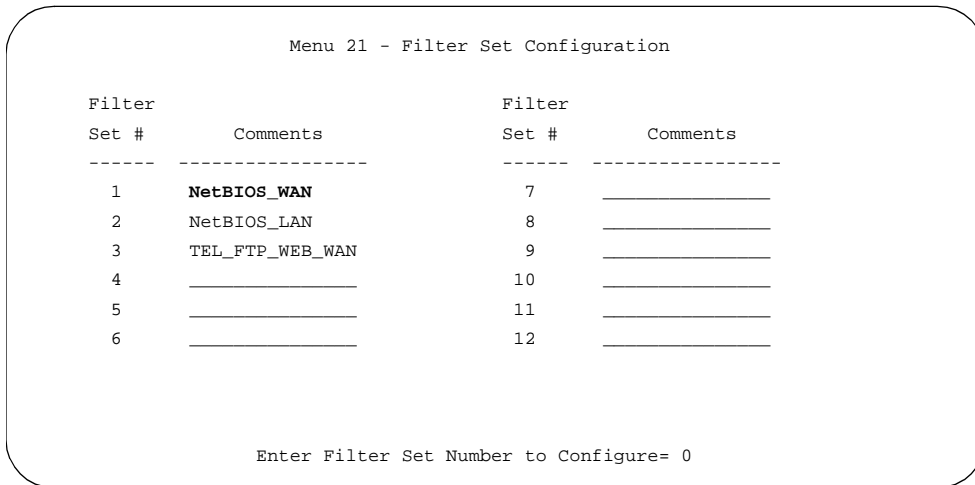 Menu 21 - Filter Set Configuration
Filter Filter
Set # Comments Set # Comments
------ ----------------- ------ -----------------
1 NetBIOS_WAN 7 _______________
2 NetBIOS_LAN 8 _______________
3 TEL_FTP_WEB_WAN 9 _______________
4 _______________ 10 _______________
5 _______________ 11 _______________
6 _______________ 12 _______________
Enter Filter Set Number to Configure= 0